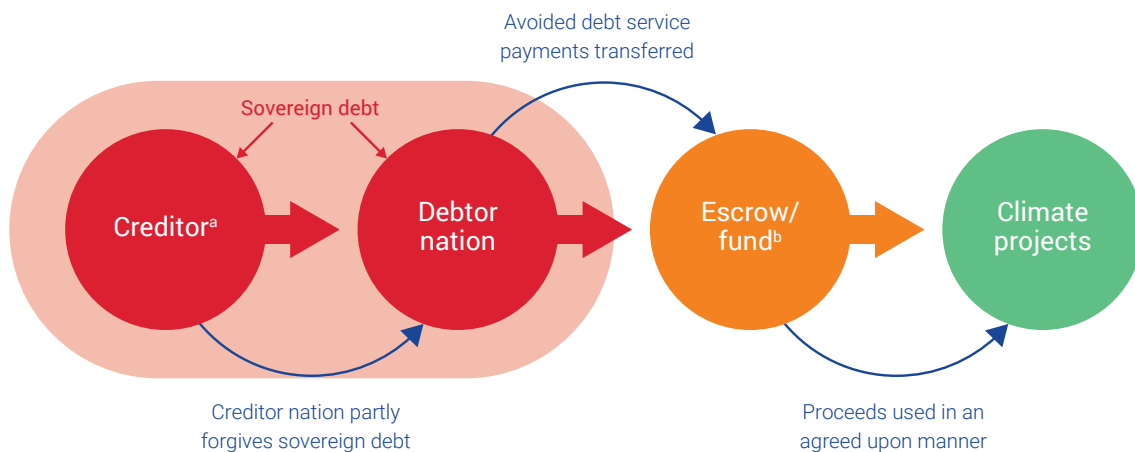 Avoided debt service
payments transferred
Sovereign debt
Creditorᵃ
Debtor
nation
Escrow/
fundᵇ
Climate
projects
Creditor nation partly
forgives sovereign debt
Proceeds used in an
agreed upon manner